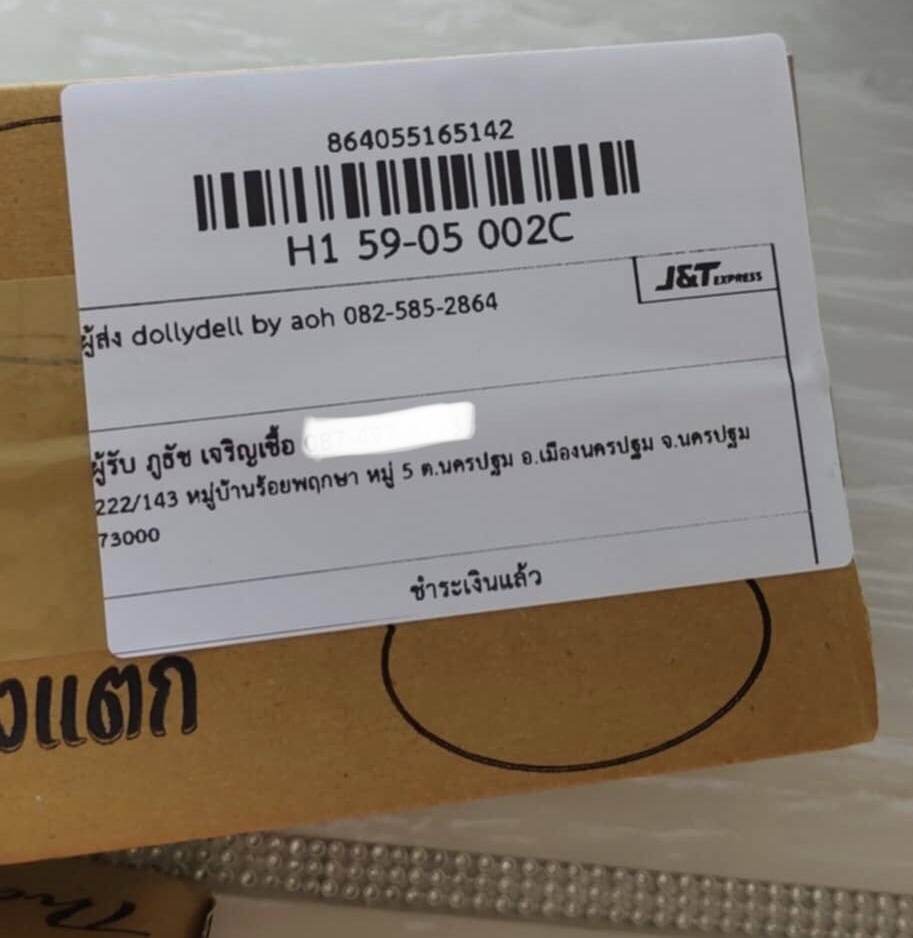 864055165142
H1 59-05 002C
J&T EXPRESS
ผู้ส่ง dollydell by aoh 082-585-2864
ผู้รับ ภูธัช เจริญเชื้อ
222/143 หมู่บ้านร้อยพฤกษา หมู่ 5 ต.นครปฐม อ.เมืองนครปฐม จ.นครปฐม
73000
ชำระเงินแล้ว
แตก